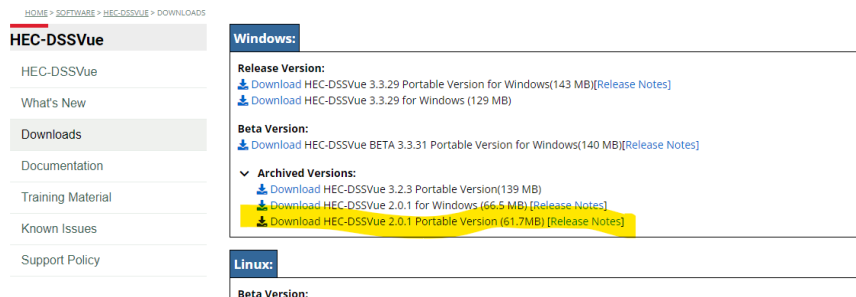 HOME > SOFTWARE > HEC-DSSVUE > DOWNLOADS
HEC-DSSVue
HEC-DSSVue
What's New
Downloads
Documentation
Training Material
Known Issues
Support Policy
Windows:
Release Version:
Download HEC-DSSVue 3.3.29 Portable Version for Windows(143 MB)[Release Notes]
Download HEC-DSSVue 3.3.29 for Windows (129 MB)
Beta Version:
Download HEC-DSSVue BETA 3.3.31 Portable Version for Windows(140 MB)[Release Notes]
Archived Versions:
Download HEC-DSSVue 3.2.3 Portable Version(139 MB)
Download HEC-DSSVue 2.0.1 for Windows (66.5 MB) [Release Notes]
Download HEC-DSSVue 2.0.1 Portable Version (61.7MB) [Release Notes]
Linux:
Beta Version: